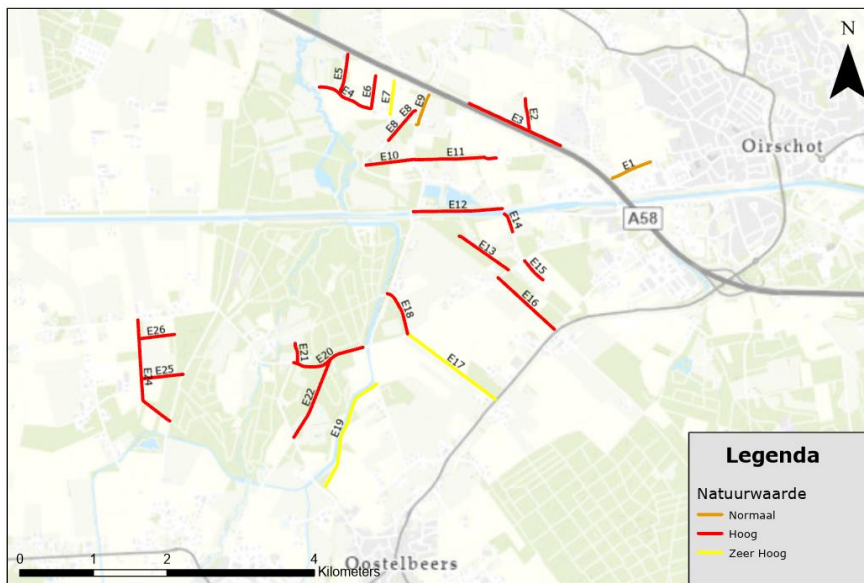 N
E5
E4
E6
E7
E8
E8
E9
E3
E2
E1
Oirschot
E10
E11
E12
E14
A58
E13
E15
E16
E18
E17
E26
E25
E24
E21
E20
E22
E19
Oostelbeers
Legenda
Natuurwaarde
Normaal
Hoog
Zeer Hoog
0 1 2 4
Kilometers